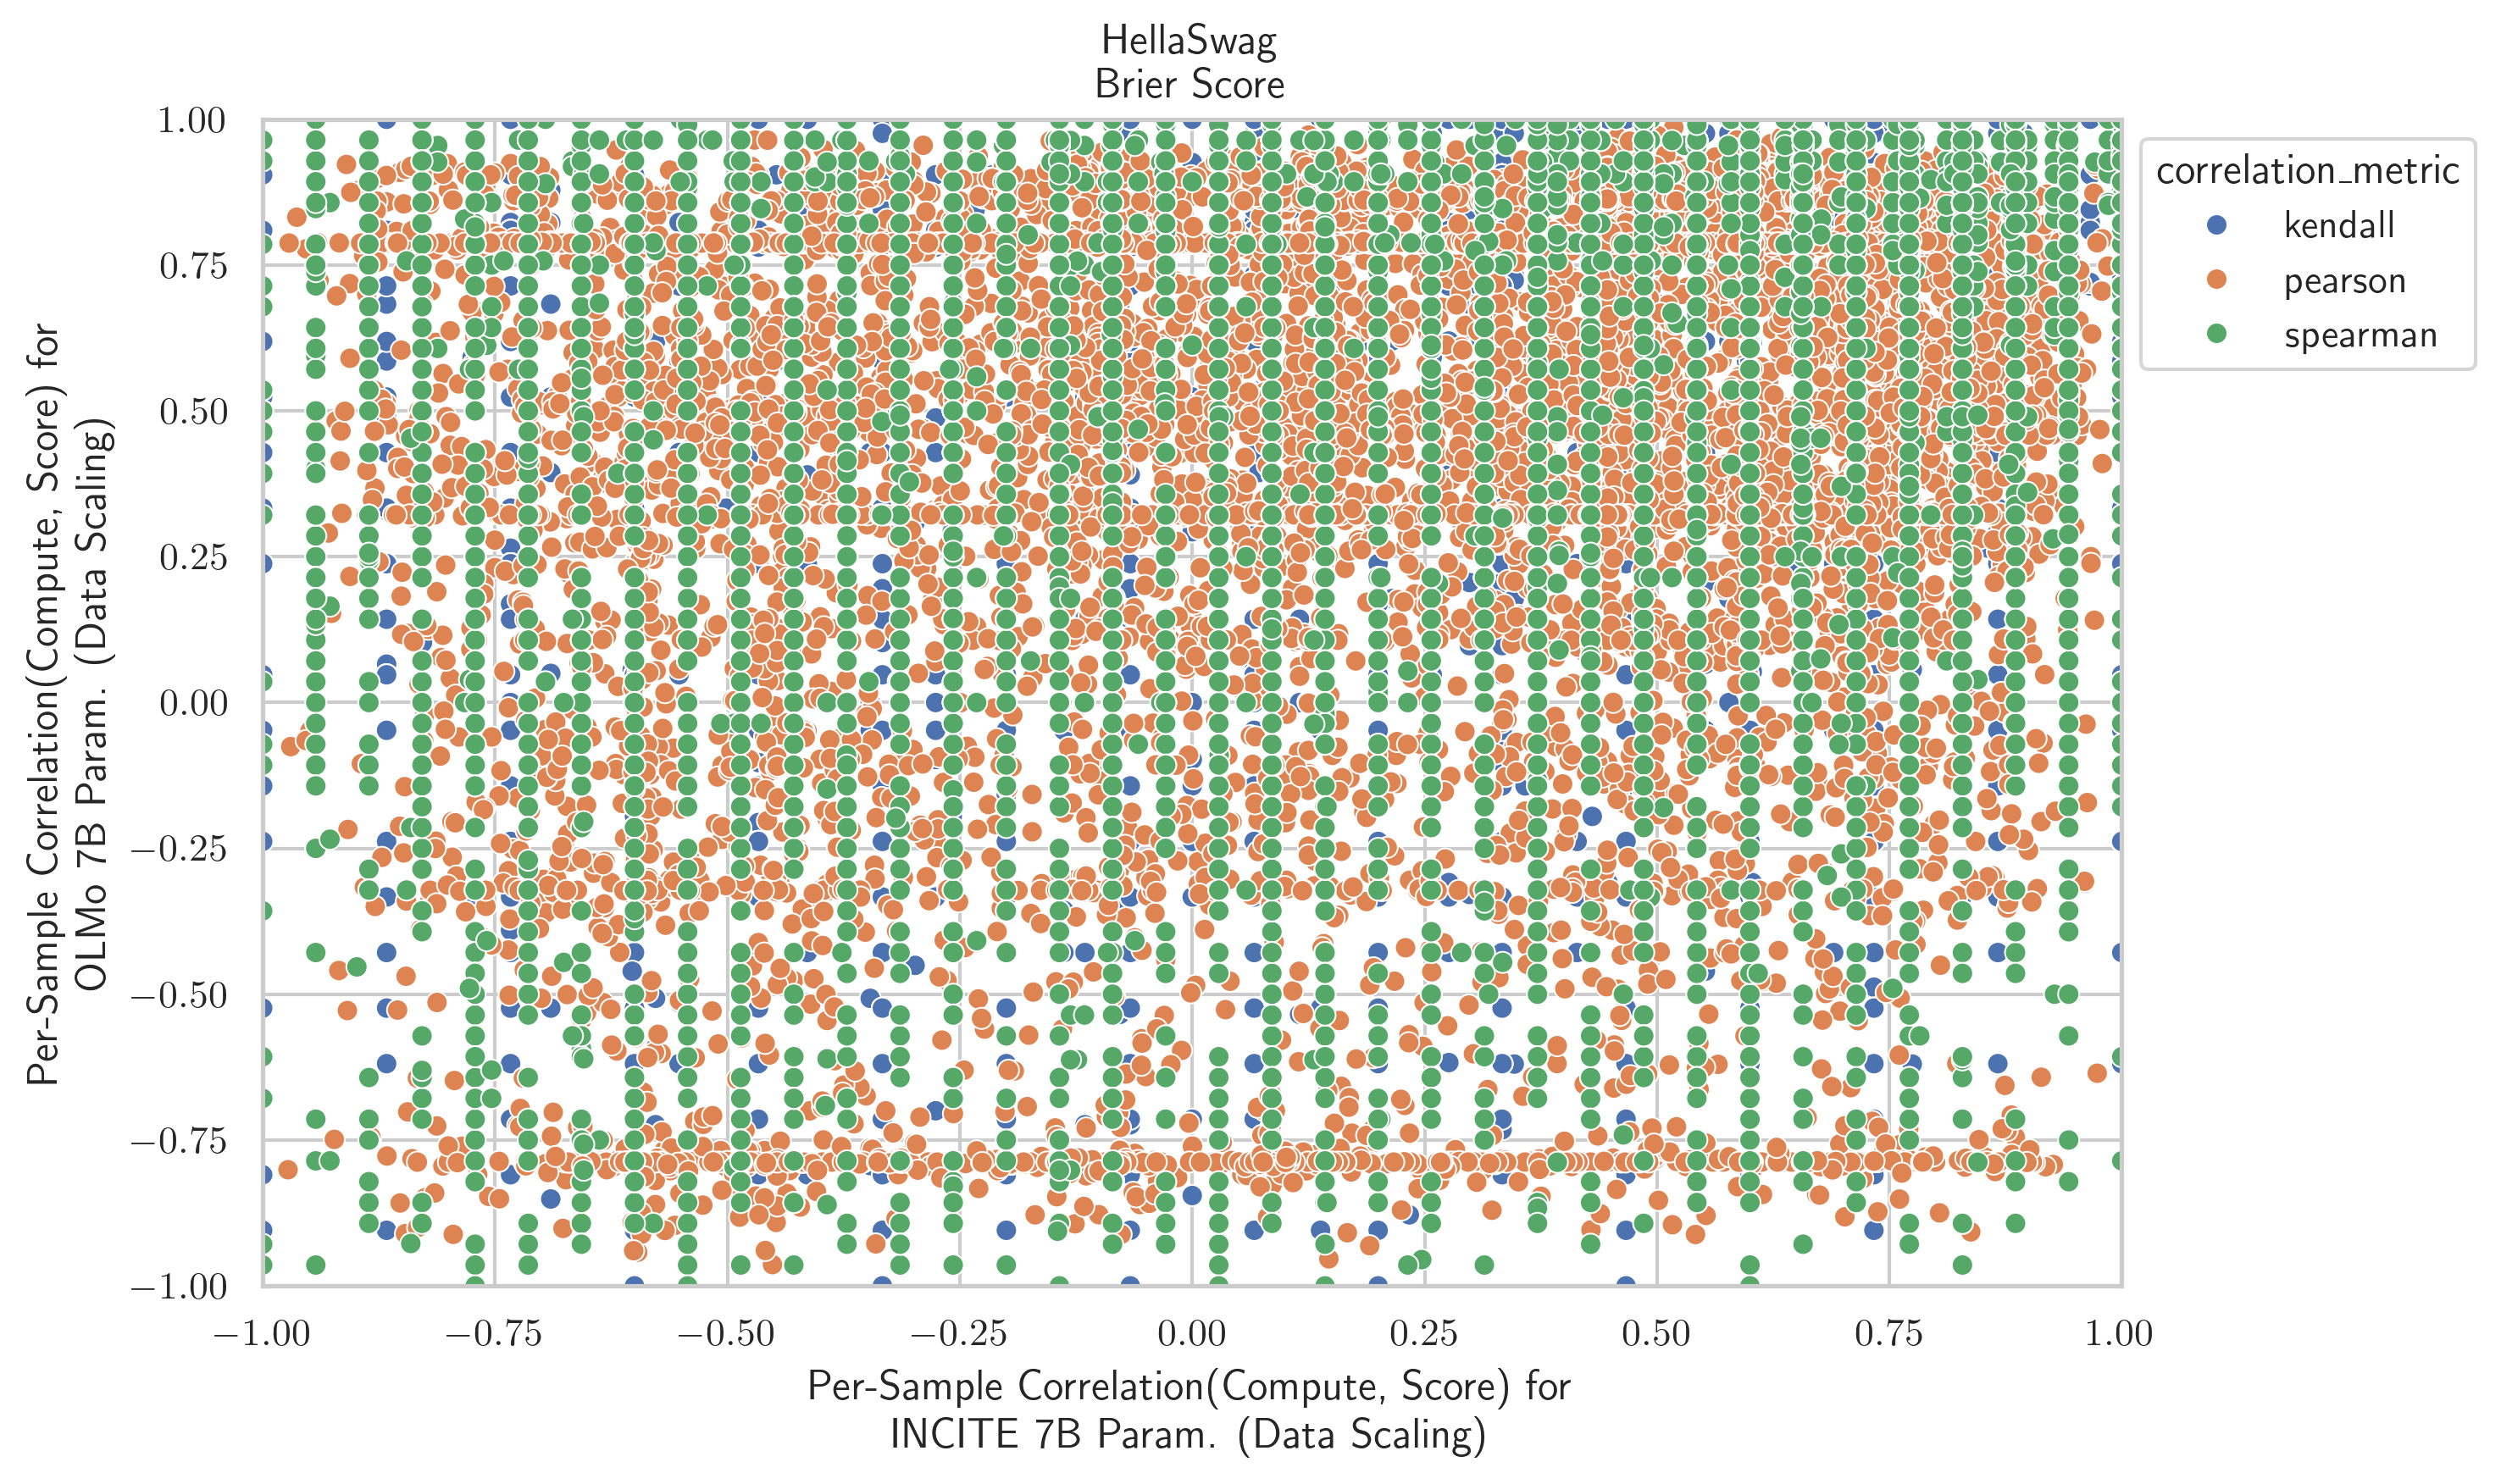 HellaSwag
Brier Score
Per-Sample Correlation(Compute, Score) for
OLMo 7B Param. (Data Scaling)
1.00
0.75
0.50
0.25
0.00
−0.25
−0.50
−0.75
−1.00
−1.00 −0.75 −0.50 −0.25 0.00 0.25 0.50 0.75 1.00
Per-Sample Correlation(Compute, Score) for
INCITE 7B Param. (Data Scaling)
correlation_metric
kendall
pearson
spearman